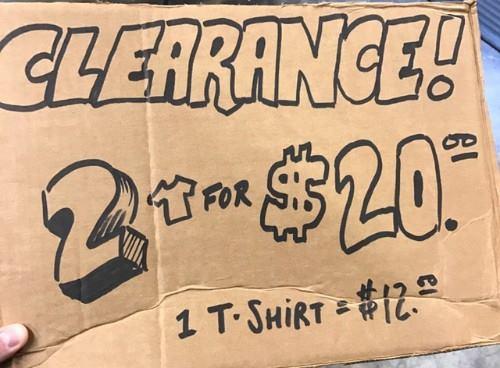 CLEARANCE!
2 FOR $20.00
1 T-SHIRT = $12.00